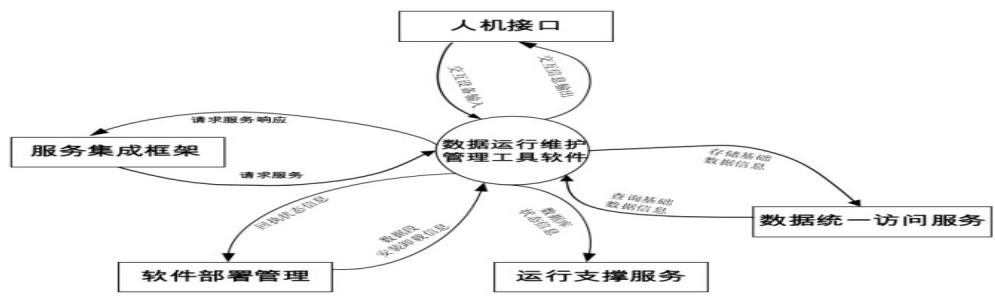 人机接口
交互设备输入
交互信息输出
请求服务响应
服务集成框架
请求服务
数据运行维护
管理工具软件
存储基础
数据信息
查询基础
数据信息
数据统一访问服务
回执状态信息
数据段
安装卸载信息
数据库
状态信息
软件部署管理
运行支撑服务